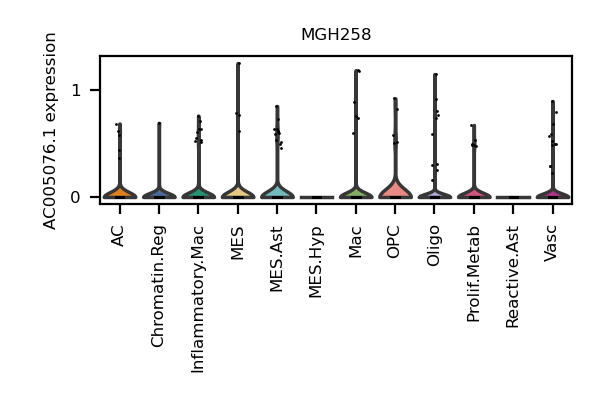 MGH258
AC005076.1 expression
1
0
AC
Chromatin.Reg
Inflammatory.Mac
MES
MES.Ast
MES.Hyp
Mac
OPC
Oligo
Prolif.Metab
Reactive.Ast
Vasc